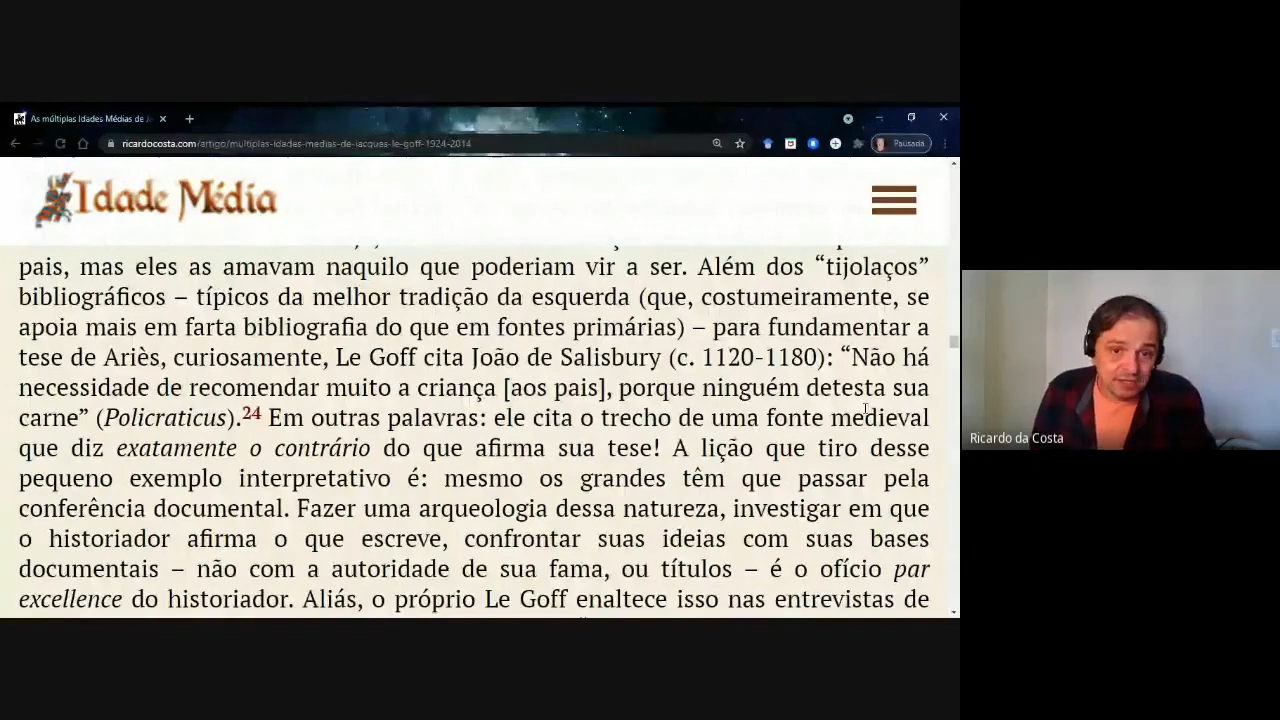 As múltiplas Idades Médias de J
ricardocosta.com/artigo/multiplas-idades-medias-de-jacques-le-goff-1924-2014
Pausada
Idade Média
pais, mas eles as amavam naquilo que poderiam vir a ser. Além dos “tijolaços”
bibliográficos – típicos da melhor tradição da esquerda (que, costumeiramente, se
apoia mais em farta bibliografia do que em fontes primárias) – para fundamentar a
tese de Ariès, curiosamente, Le Goff cita João de Salisbury (c. 1120-1180): “Não há
necessidade de recomendar muito a criança [aos pais], porque ninguém detesta sua
carne” (Policraticus).24 Em outras palavras: ele cita o trecho de uma fonte medieval
que diz exatamente o contrário do que afirma sua tese! A lição que tiro desse
pequeno exemplo interpretativo é: mesmo os grandes têm que passar pela
conferência documental. Fazer uma arqueologia dessa natureza, investigar em que
o historiador afirma o que escreve, confrontar suas ideias com suas bases
documentais – não com a autoridade de sua fama, ou títulos – é o ofício par
excellence do historiador. Aliás, o próprio Le Goff enaltece isso nas entrevistas de
Ricardo da Costa